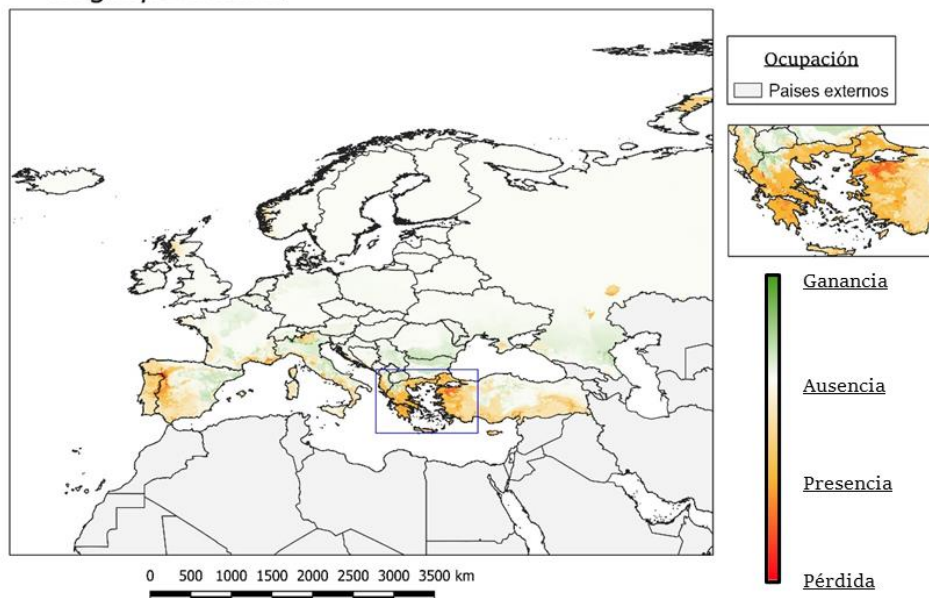 Ocupación
Paises externos
Ganancia
Ausencia
Presencia
Pérdida
0 500 1000 1500 2000 2500 3000 3500 km